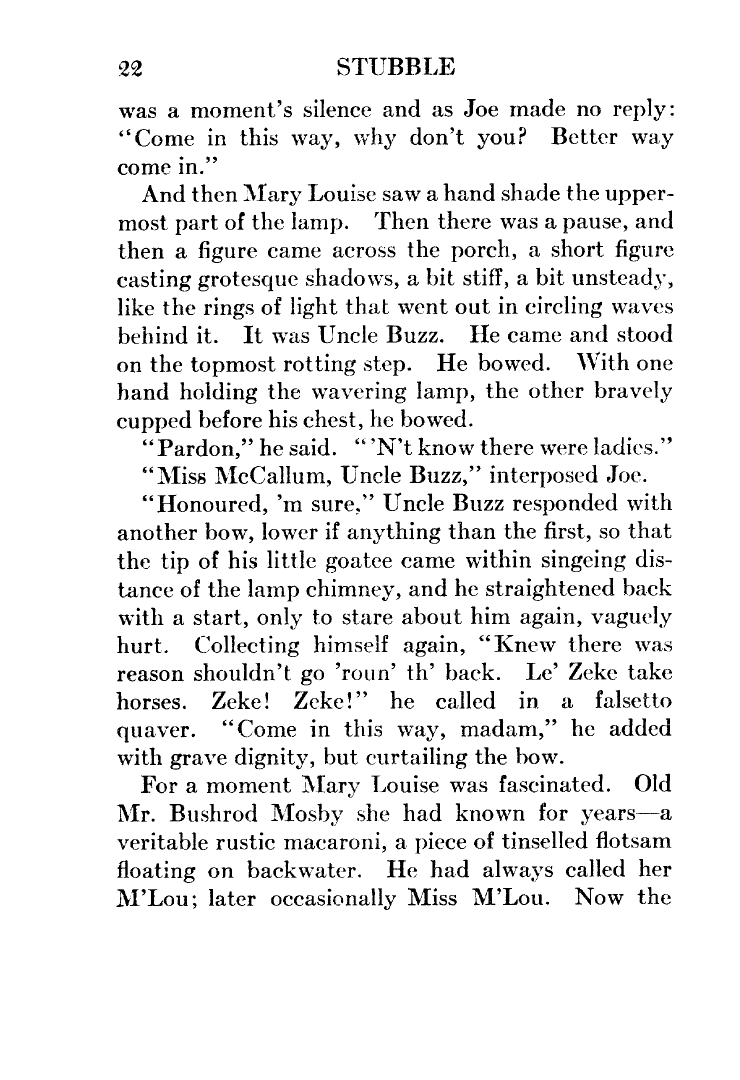 22 STUBBLE
was a moment's silence and as Joe made no reply:
“Come in this way, why don't you? Better way
come in.”
And then Mary Louise saw a hand shade the upper-
most part of the lamp. Then there was a pause, and
then a figure came across the porch, a short figure
casting grotesque shadows, a bit stiff, a bit unsteady,
like the rings of light that went out in circling waves
behind it. It was Uncle Buzz. He came and stood
on the topmost rotting step. He bowed. With one
hand holding the wavering lamp, the other bravely
cupped before his chest, he bowed.
“Pardon,” he said. “'N't know there were ladies.”
“Miss McCallum, Uncle Buzz,” interposed Joe.
“Honoured, 'm sure,” Uncle Buzz responded with
another bow, lower if anything than the first, so that
the tip of his little goatee came within singeing dis-
tance of the lamp chimney, and he straightened back
with a start, only to stare about him again, vaguely
hurt. Collecting himself again, “Knew there was
reason shouldn't go 'roun' th' back. Le' Zeke take
horses. Zeke! Zeke!” he called in a falsetto
quaver. “Come in this way, madam,” he added
with grave dignity, but curtailing the bow.
For a moment Mary Louise was fascinated. Old
Mr. Bushrod Mosby she had known for years—a
veritable rustic macaroni, a piece of tinselled flotsam
floating on backwater. He had always called her
M'Lou; later occasionally Miss M'Lou. Now the